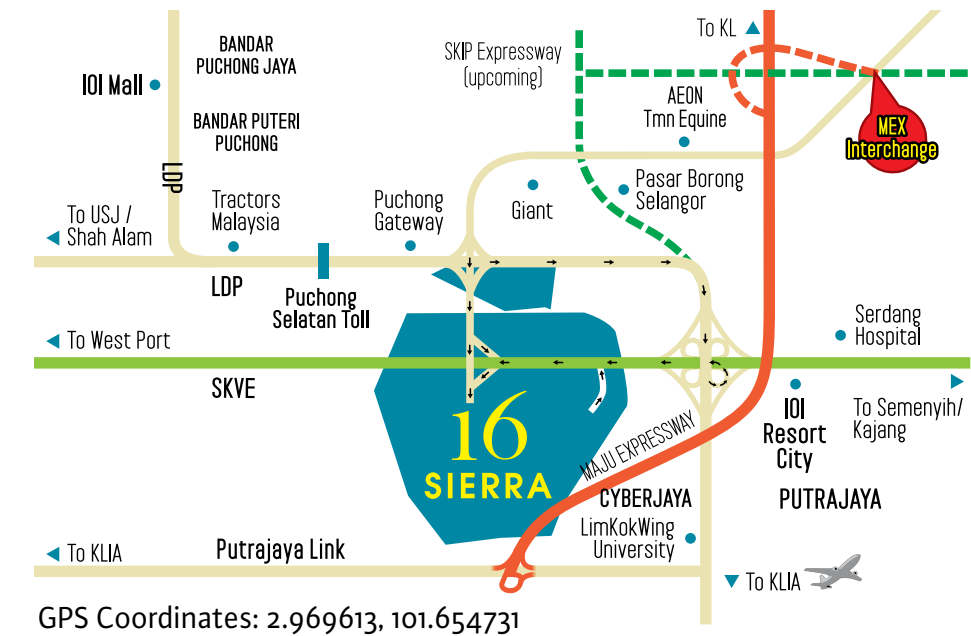 To KL
BANDAR
PUCHONG JAYA
SKIP Expressway
(upcoming)
IOI Mall
AEON
Tmn Equine
BANDAR PUTERI
PUCHONG
MEX
Interchange
LDP
Pasar Borong
Selangor
Tractors
Malaysia
Puchong
Gateway
Giant
To USJ /
Shah Alam
LDP
Puchong
Selatan Toll
Serdang
Hospital
To West Port
SKVE
16
SIERRA
IOI
Resort
City
To Semenyih/
Kajang
MAJU EXPRESSWAY
CYBERJAYA
PUTRAJAYA
LimKokWing
University
To KLIA
Putrajaya Link
To KLIA
GPS Coordinates: 2.969613, 101.654731